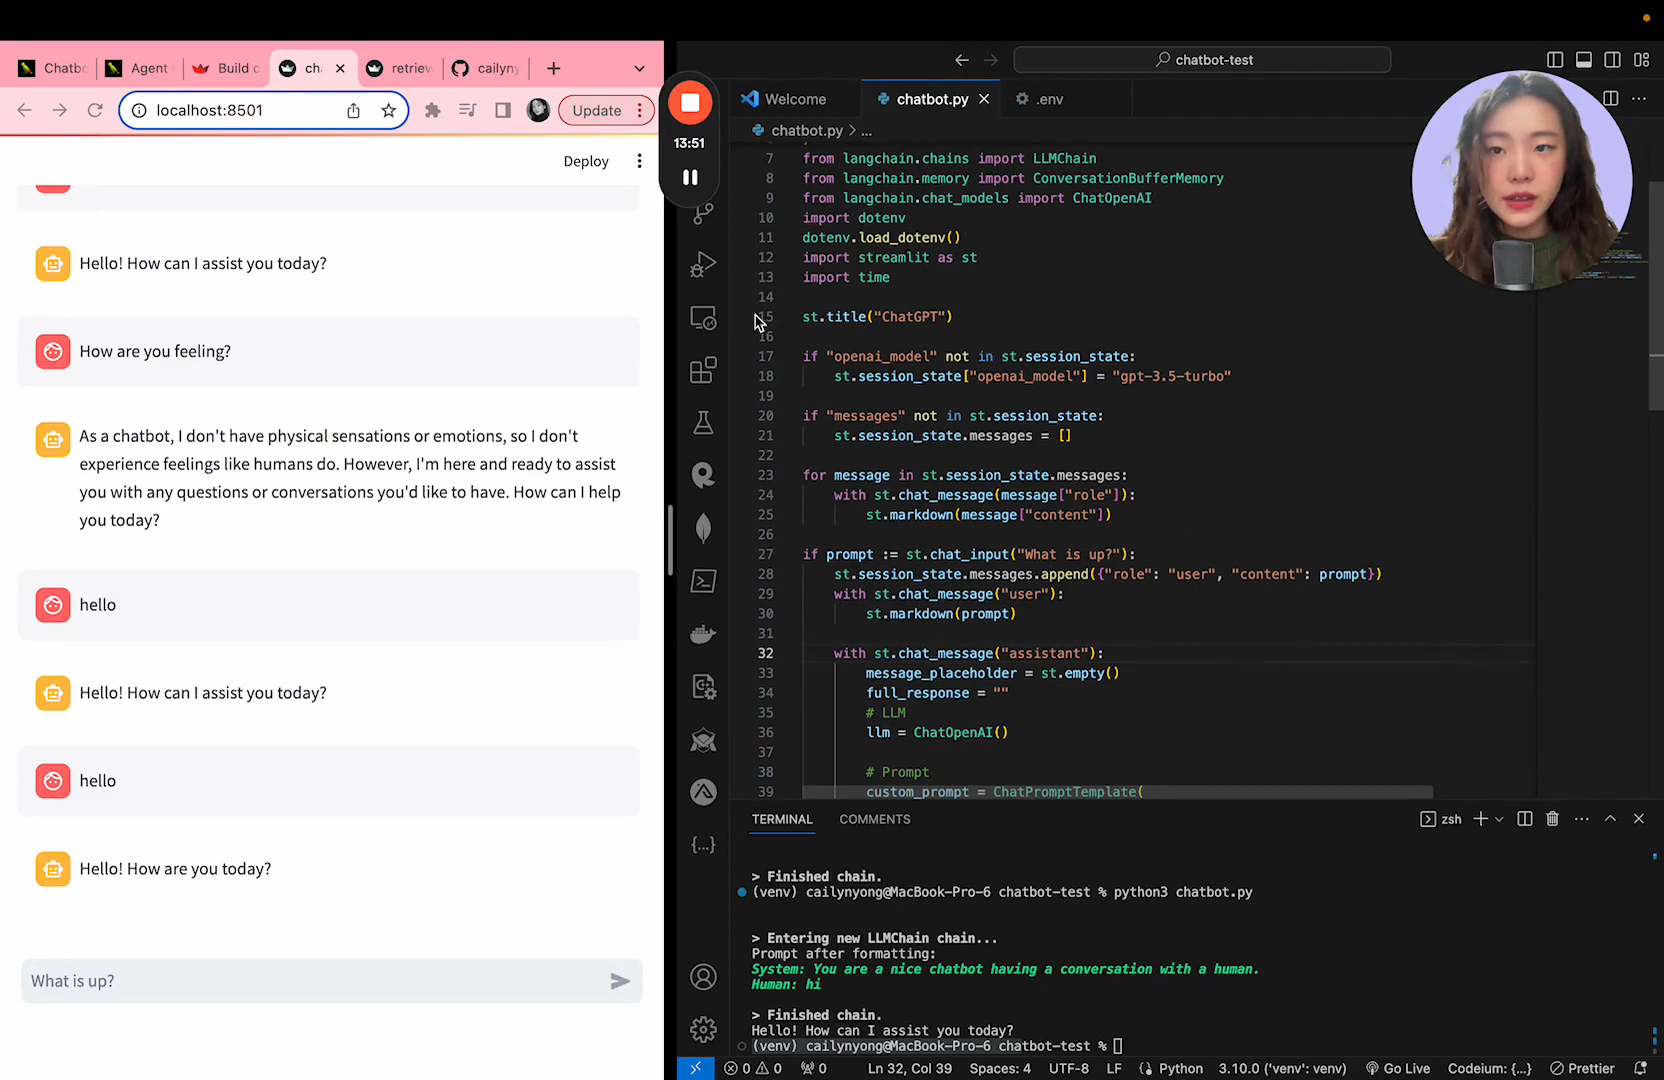 Chatbo
Agent
Build c
cha
retriev
cailyny
localhost:8501
Update
Deploy
Hello! How can I assist you today?
How are you feeling?
As a chatbot, I don't have physical sensations or emotions, so I don't
experience feelings like humans do. However, I'm here and ready to assist
you with any questions or conversations you'd like to have. How can I help
you today?
hello
Hello! How can I assist you today?
hello
Hello! How are you today?
What is up?
13:51
chatbot-test
Welcome
chatbot.py
.env
chatbot.py > ...
7 from langchain.chains import LLMChain
8 from langchain.memory import ConversationBufferMemory
9 from langchain.chat_models import ChatOpenAI
10 import dotenv
11 dotenv.load_dotenv()
12 import streamlit as st
13 import time
14
15 st.title("ChatGPT")
16
17 if "openai_model" not in st.session_state:
18 st.session_state["openai_model"] = "gpt-3.5-turbo"
19
20 if "messages" not in st.session_state:
21 st.session_state.messages = []
22
23 for message in st.session_state.messages:
24 with st.chat_message(message["role"]):
25 st.markdown(message["content"])
26
27 if prompt := st.chat_input("What is up?"):
28 st.session_state.messages.append({"role": "user", "content": prompt})
29 with st.chat_message("user"):
30 st.markdown(prompt)
31
32 with st.chat_message("assistant"):
33 message_placeholder = st.empty()
34 full_response = ""
35 # LLM
36 llm = ChatOpenAI()
37
38 # Prompt
39 custom_prompt = ChatPromptTemplate(
TERMINAL
COMMENTS
zsh
> Finished chain.
(venv) cailynyong@MacBook-Pro-6 chatbot-test % python3 chatbot.py
> Entering new LLMChain chain...
Prompt after formatting:
System: You are a nice chatbot having a conversation with a human.
Human: hi
> Finished chain.
Hello! How can I assist you today?
(venv) cailynyong@MacBook-Pro-6 chatbot-test %
0 0 0 Ln 32, Col 39 Spaces: 4 UTF-8 LF Python 3.10.0 ('venv': venv) Go Live Codeium: {...} Prettier